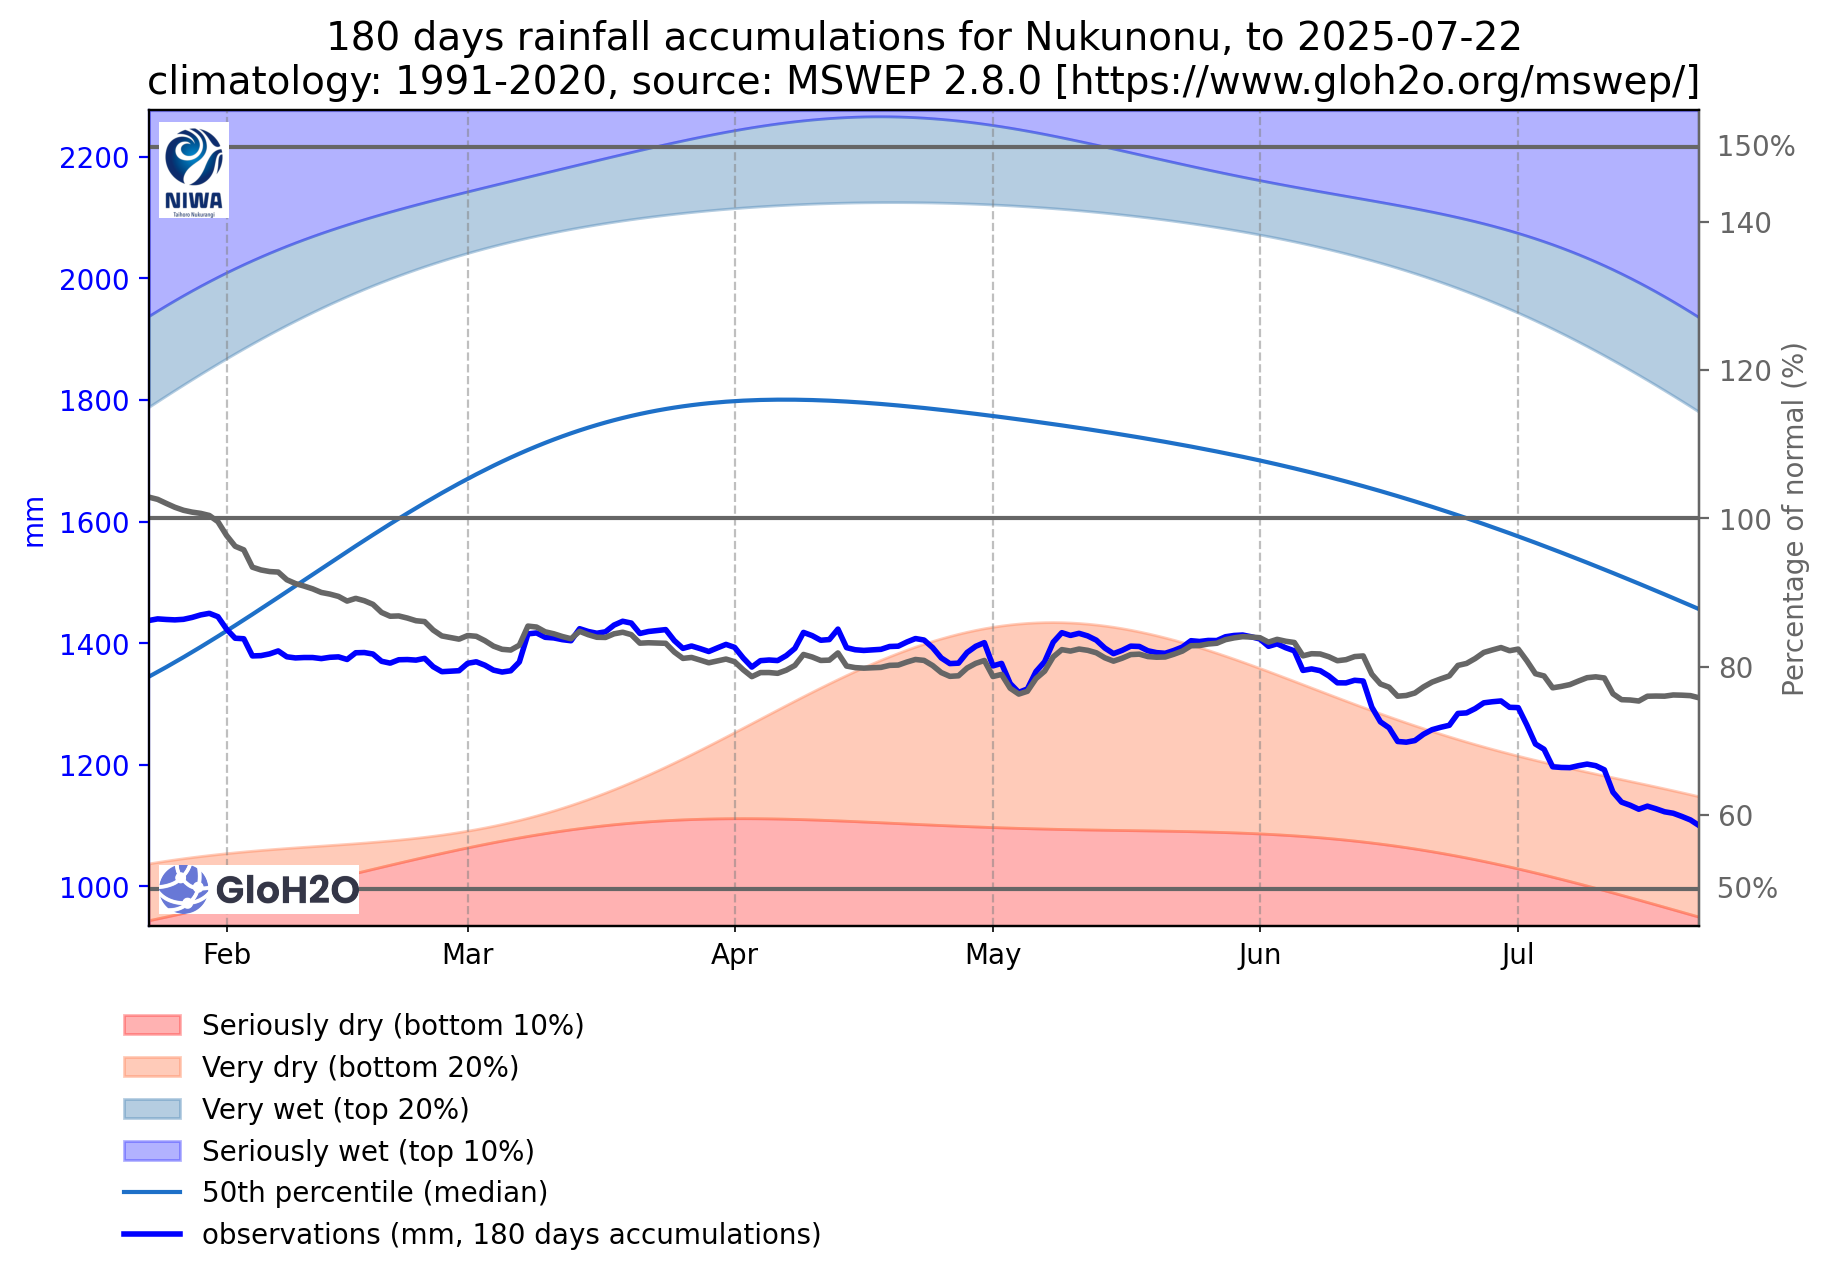 180 days rainfall accumulations for Nukunonu, to 2025-07-22
climatology: 1991-2020, source: MSWEP 2.8.0 [https://www.gloh2o.org/mswep/]
NIWA
Taihoro Nukurangi
2200
2000
1800
1600
1400
1200
1000
mm
150%
140
120
100
80
60
50%
Percentage of normal (%)
GloH2O
Feb Mar Apr May Jun Jul
Seriously dry (bottom 10%)
Very dry (bottom 20%)
Very wet (top 20%)
Seriously wet (top 10%)
50th percentile (median)
observations (mm, 180 days accumulations)